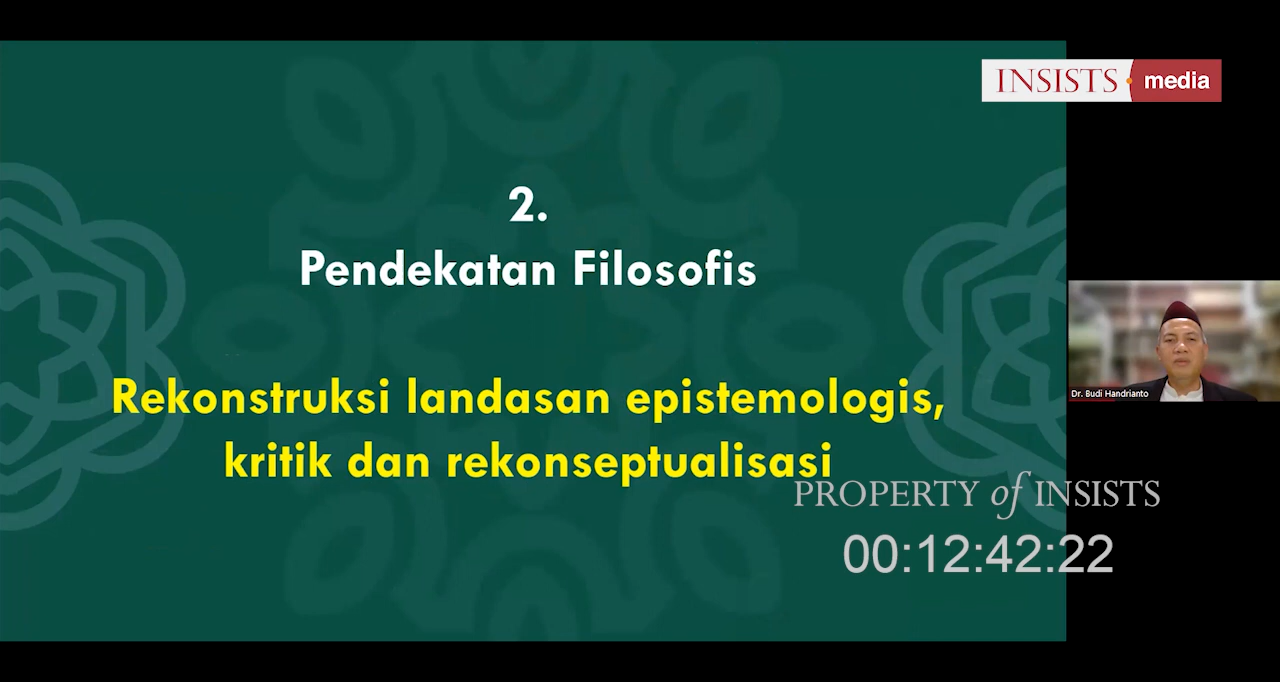 INSISTS media
2.
Pendekatan Filosofis
Rekonstruksi landasan epistemologis,
kritik dan rekonseptualisasi
Dr. Budi Handrianto
PROPERTY of INSISTS
00:12:42:22